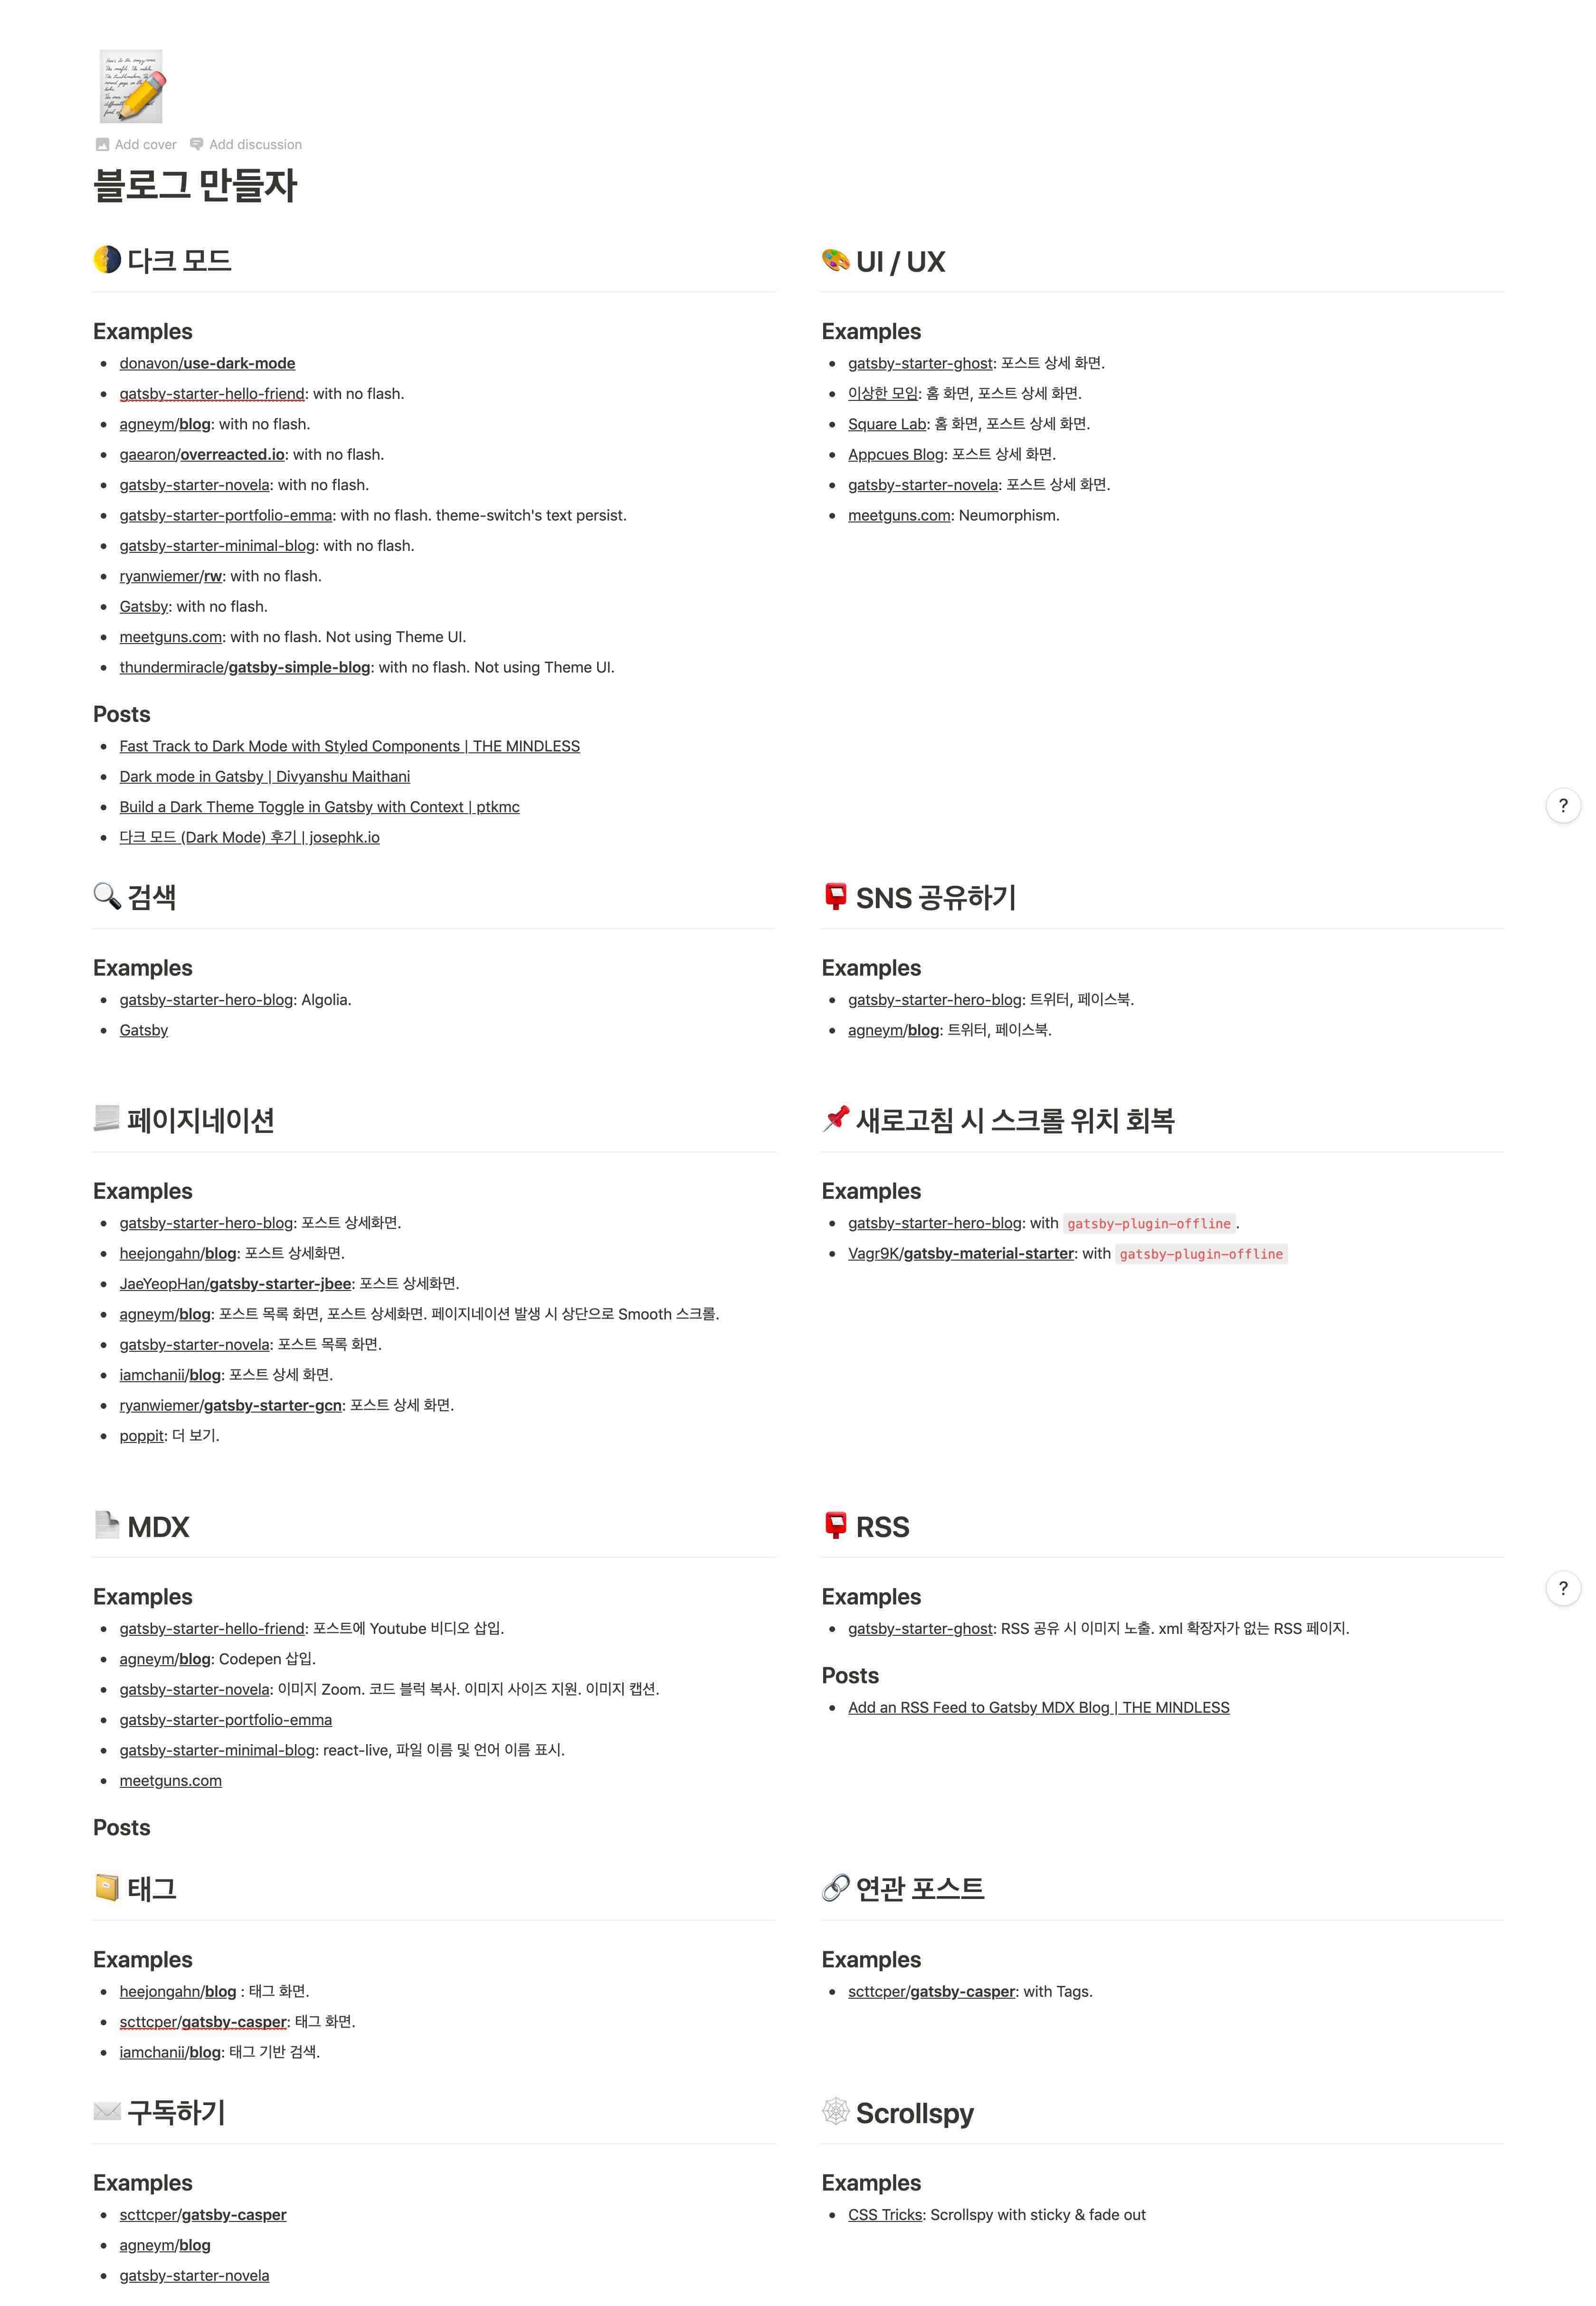 Add cover Add discussion
블로그 만들자
다크 모드
Examples
donavon/use-dark-mode
gatsby-starter-hello-friend: with no flash.
agneym/blog: with no flash.
gaearon/overreacted.io: with no flash.
gatsby-starter-novela: with no flash.
gatsby-starter-portfolio-emma: with no flash. theme-switch's text persist.
gatsby-starter-minimal-blog: with no flash.
ryanwiemer/rw: with no flash.
Gatsby: with no flash.
meetguns.com: with no flash. Not using Theme UI.
thundermiracle/gatsby-simple-blog: with no flash. Not using Theme UI.
Posts
Fast Track to Dark Mode with Styled Components | THE MINDLESS
Dark mode in Gatsby | Divyanshu Maithani
Build a Dark Theme Toggle in Gatsby with Context | ptkmc
다크 모드 (Dark Mode) 후기 | josephk.io
UI / UX
Examples
gatsby-starter-ghost: 포스트 상세 화면.
이상한 모임: 홈 화면, 포스트 상세 화면.
Square Lab: 홈 화면, 포스트 상세 화면.
Appcues Blog: 포스트 상세 화면.
gatsby-starter-novela: 포스트 상세 화면.
meetguns.com: Neumorphism.
?
검색
Examples
gatsby-starter-hero-blog: Algolia.
Gatsby
SNS 공유하기
Examples
gatsby-starter-hero-blog: 트위터, 페이스북.
agneym/blog: 트위터, 페이스북.
페이지네이션
Examples
gatsby-starter-hero-blog: 포스트 상세화면.
heejongahn/blog: 포스트 상세화면.
JaeYeopHan/gatsby-starter-jbee: 포스트 상세화면.
agneym/blog: 포스트 목록 화면, 포스트 상세화면. 페이지네이션 발생 시 상단으로 Smooth 스크롤.
gatsby-starter-novela: 포스트 목록 화면.
iamchanii/blog: 포스트 상세 화면.
ryanwiemer/gatsby-starter-gcn: 포스트 상세 화면.
poppit: 더 보기.
새로고침 시 스크롤 위치 회복
Examples
gatsby-starter-hero-blog: with gatsby-plugin-offline.
Vagr9K/gatsby-material-starter: with gatsby-plugin-offline
MDX
Examples
gatsby-starter-hello-friend: 포스트에 Youtube 비디오 삽입.
agneym/blog: Codepen 삽입.
gatsby-starter-novela: 이미지 Zoom. 코드 블럭 복사. 이미지 사이즈 지원. 이미지 캡션.
gatsby-starter-portfolio-emma
gatsby-starter-minimal-blog: react-live, 파일 이름 및 언어 이름 표시.
meetguns.com
Posts
RSS
Examples
gatsby-starter-ghost: RSS 공유 시 이미지 노출. xml 확장자가 없는 RSS 페이지.
Posts
Add an RSS Feed to Gatsby MDX Blog | THE MINDLESS
?
태그
Examples
heejongahn/blog : 태그 화면.
scttcper/gatsby-casper: 태그 화면.
iamchanii/blog: 태그 기반 검색.
연관 포스트
Examples
scttcper/gatsby-casper: with Tags.
구독하기
Examples
scttcper/gatsby-casper
agneym/blog
gatsby-starter-novela
Scrollspy
Examples
CSS Tricks: Scrollspy with sticky & fade out